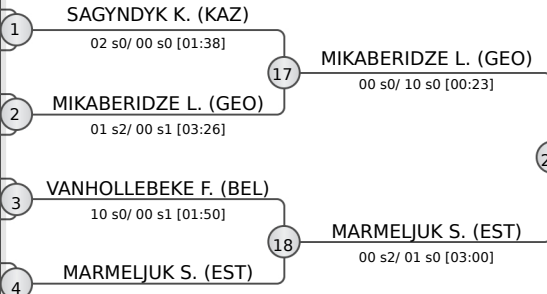 SAGYNDYK K. (KAZ)
1
02 s0/ 00 s0 [01:38]
MIKABERIDZE L. (GEO)
17
00 s0/ 10 s0 [00:23]
MIKABERIDZE L. (GEO)
2
01 s2/ 00 s1 [03:26]
VANHOLLEBEKE F. (BEL)
3
10 s0/ 00 s1 [01:50]
MARMELJUK S. (EST)
18
00 s2/ 01 s0 [03:00]
MARMELJUK S. (EST)
4